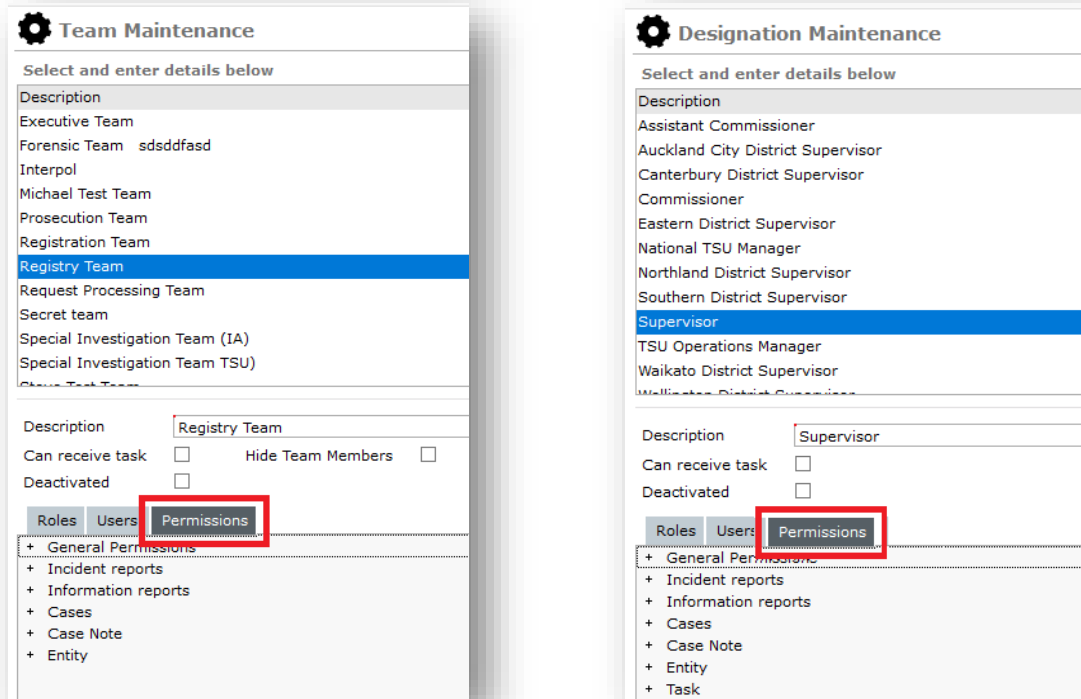 Team Maintenance
Select and enter details below
Description
Executive Team
Forensic Team sdsddfasd
Interpol
Michael Test Team
Prosecution Team
Registration Team
Registry Team
Request Processing Team
Secret team
Special Investigation Team (IA)
Special Investigation Team TSU)
Description Registry Team
Can receive task Hide Team Members
Deactivated
Roles Users Permissions
+ General Permissions
+ Incident reports
+ Information reports
+ Cases
+ Case Note
+ Entity
Designation Maintenance
Select and enter details below
Description
Assistant Commissioner
Auckland City District Supervisor
Canterbury District Supervisor
Commissioner
Eastern District Supervisor
National TSU Manager
Northland District Supervisor
Southern District Supervisor
Supervisor
TSU Operations Manager
Waikato District Supervisor
Wellington District Supervisor
Description Supervisor
Can receive task
Deactivated
Roles Users Permissions
+ General Permissions
+ Incident reports
+ Information reports
+ Cases
+ Case Note
+ Entity
+ Task